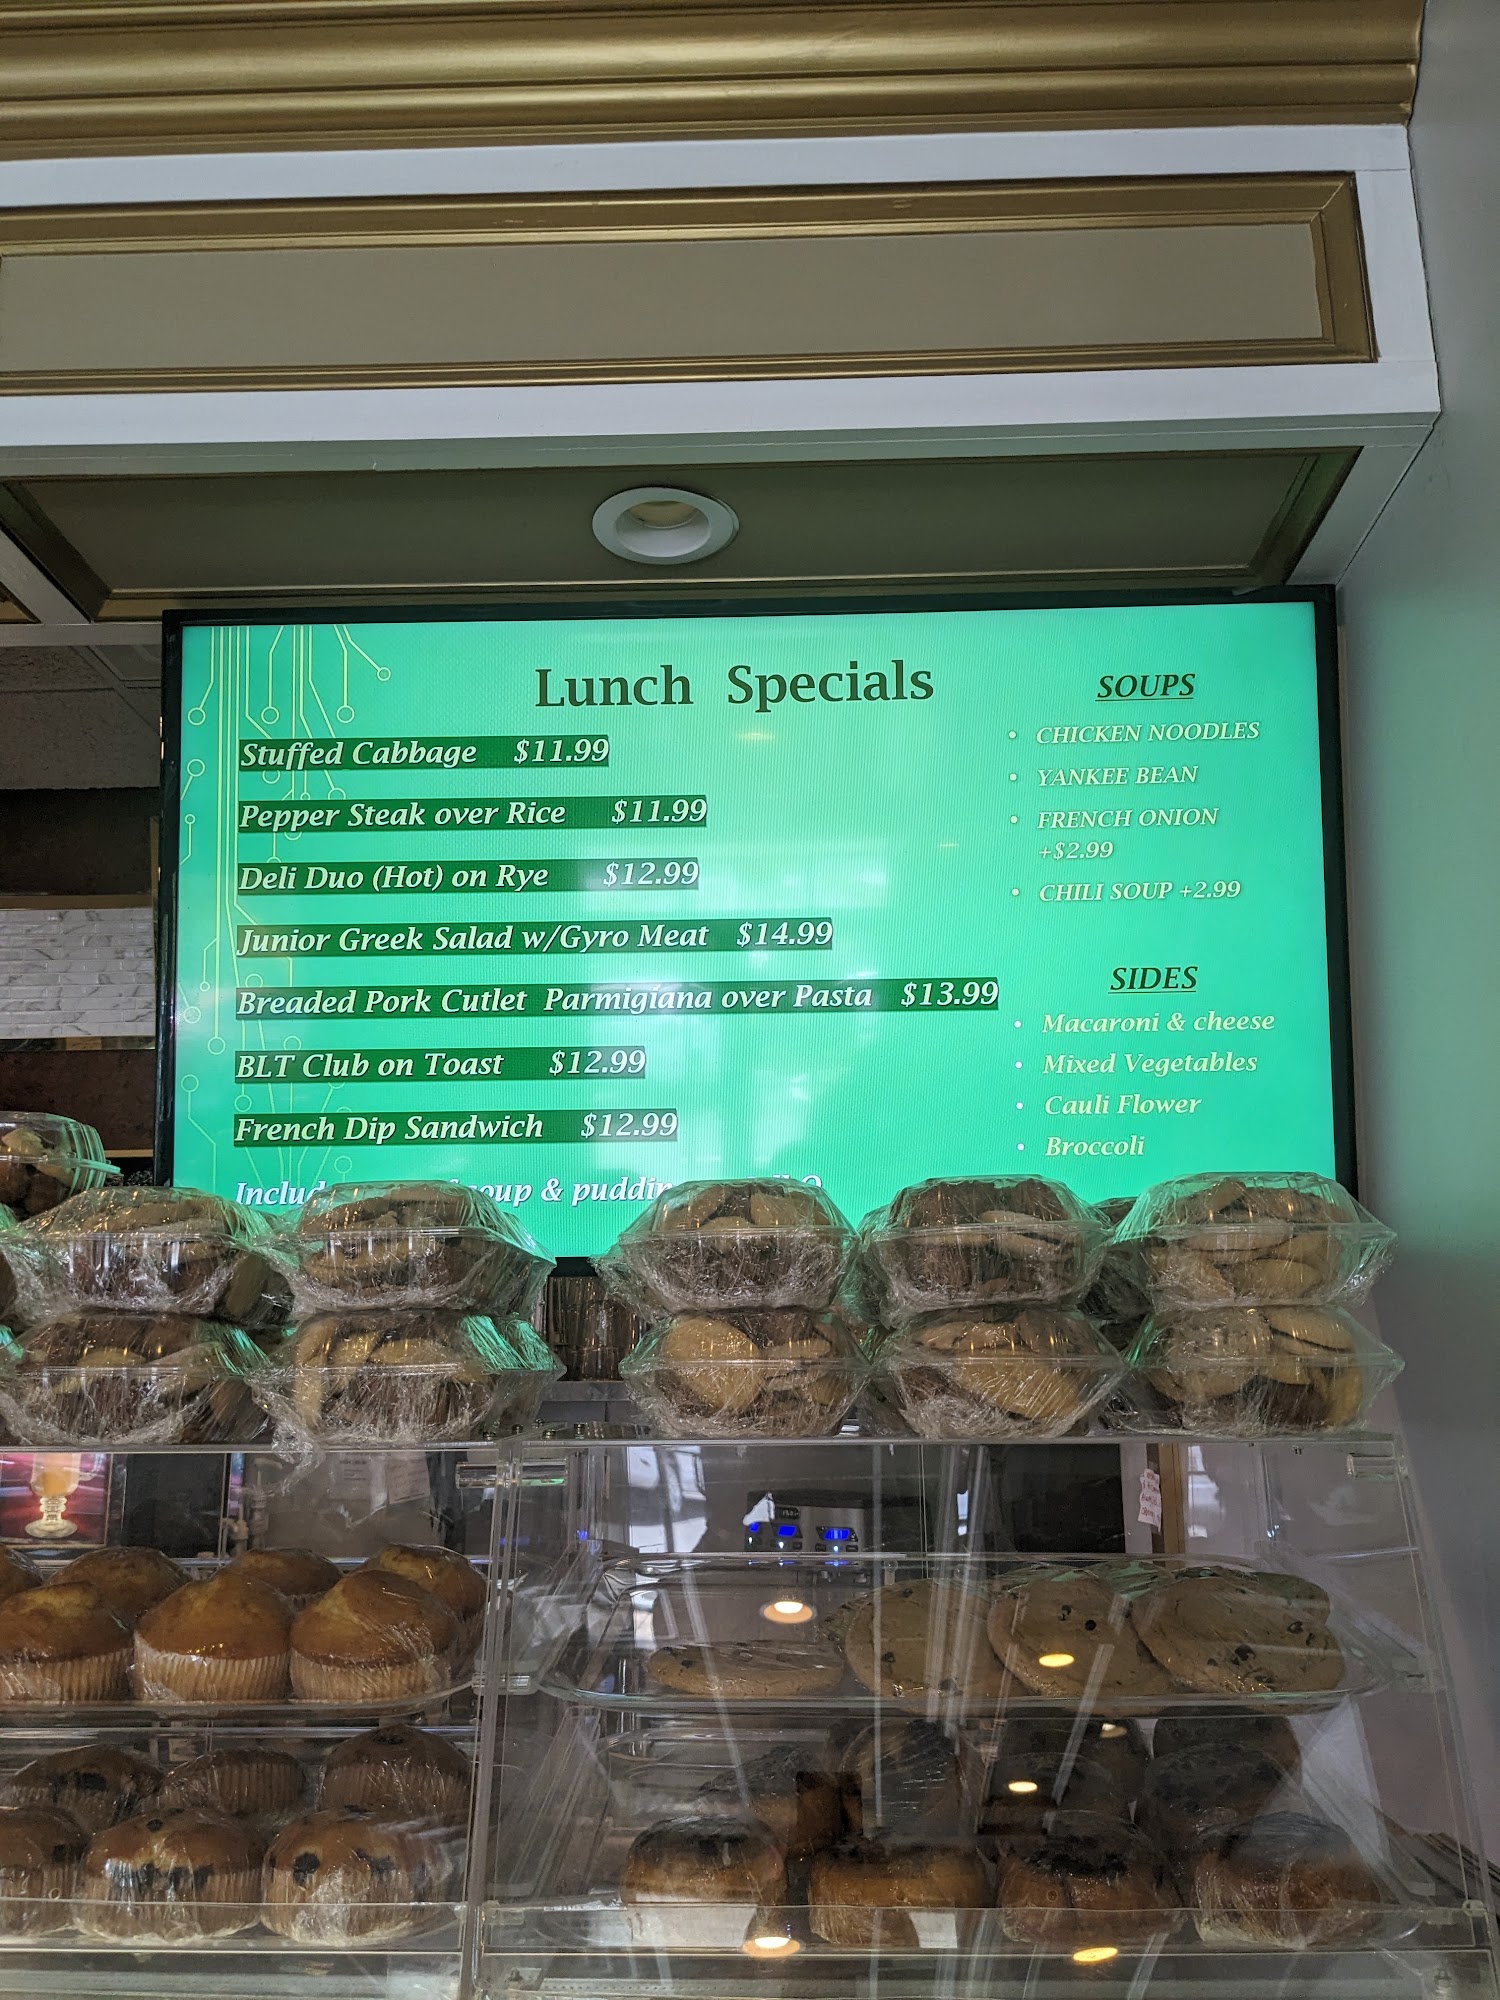 Lunch Specials
Stuffed Cabbage $11.99
Pepper Steak over Rice $11.99
Deli Duo (Hot) on Rye $12.99
Junior Greek Salad w/Gyro Meat $14.99
Breaded Pork Cutlet Parmigiana over Pasta $13.99
BLT Club on Toast $12.99
French Dip Sandwich $12.99
soup & pudding
SOUPS
• CHICKEN NOODLES
• YANKEE BEAN
• FRENCH ONION
+$2.99
• CHILI SOUP +2.99
SIDES
• Macaroni & cheese
• Mixed Vegetables
• Cauli Flower
• Broccoli